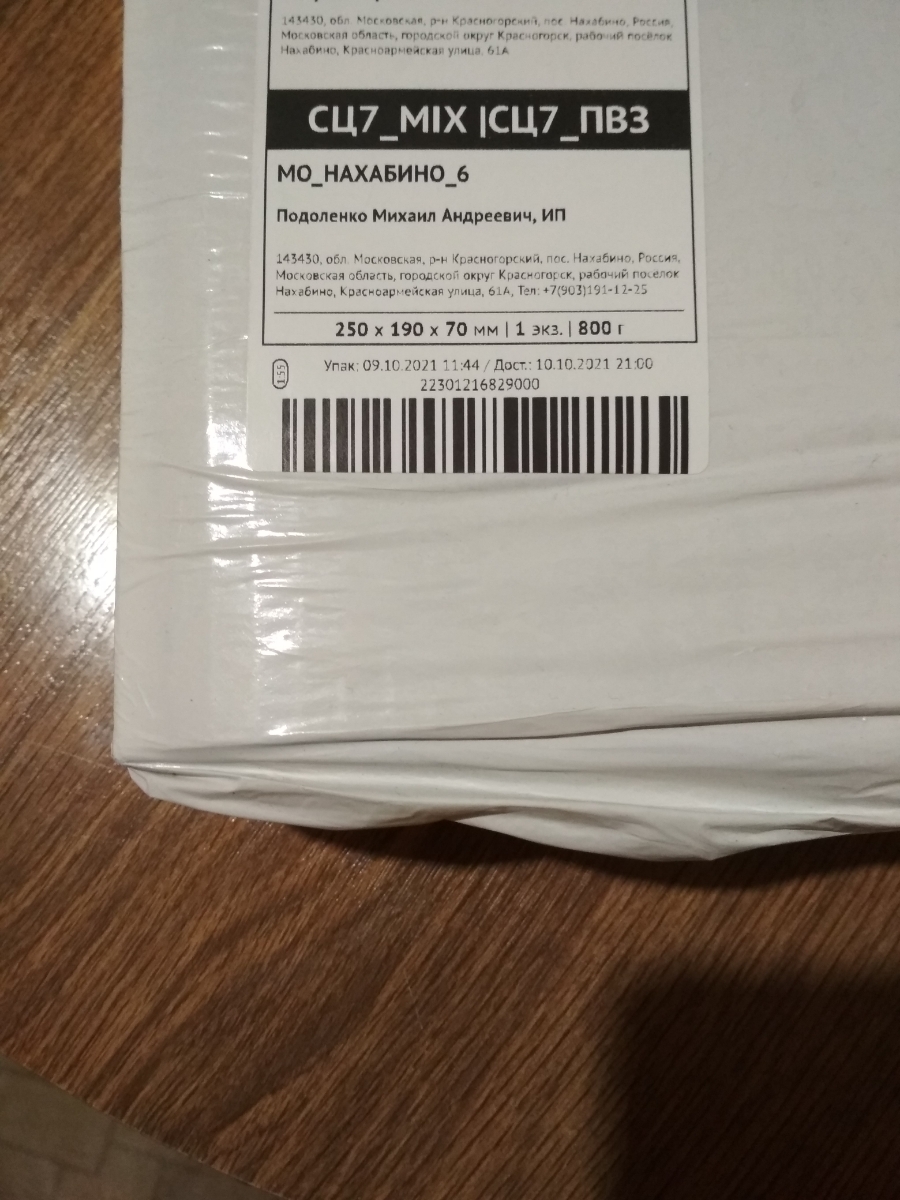 143430, обл. Московская, р-н Красногорский, пос. Нахабино, Россия,
Московская область, городской округ Красногорск, рабочий поселок
Нахабино, Красноармейская улица, 61А
СЦ7_MIX |СЦ7_ПВЗ
МО_НАХАБИНО_6
Подоленко Михаил Андреевич, ИП
143430, обл. Московская, р-н Красногорский, пос. Нахабино, Россия,
Московская область, городской округ Красногорск, рабочий поселок
Нахабино, Красноармейская улица, 61А, Тел: +7(903)191-12-25
250 x 190 x 70 мм | 1 экз. | 800 г
155
Упак: 09.10.2021 11:44 / Дост.: 10.10.2021 21:00
22301216829000